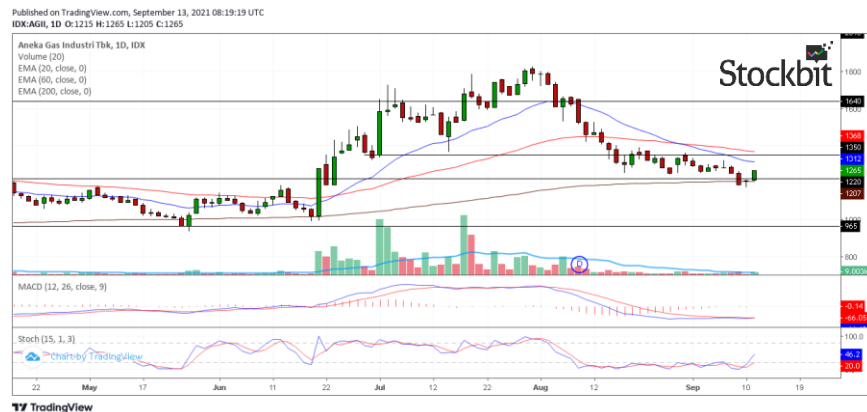 Published on TradingView.com, September 13, 2021 08:19:19 UTC
IDX:AGII, 1D O:1215 H:1265 L:1205 C:1265
Aneka Gas Industri Tbk, 1D, IDX
Volume (20)
EMA (20, close, 0)
EMA (60, close, 0)
EMA (200, close, 0)
Stockbit
1800
1640
1600
1368
1350
1312
1265
1220
1207
965
800
D
MACD (12, 26, close, 9)
-0.14
-66.05
Stoch (15, 1, 3)
100.0
Chart by TradingView
46.2
20.0
22 May 17 Jun 14 Jul 12 22 Aug 12 Sep 10 19
TradingView